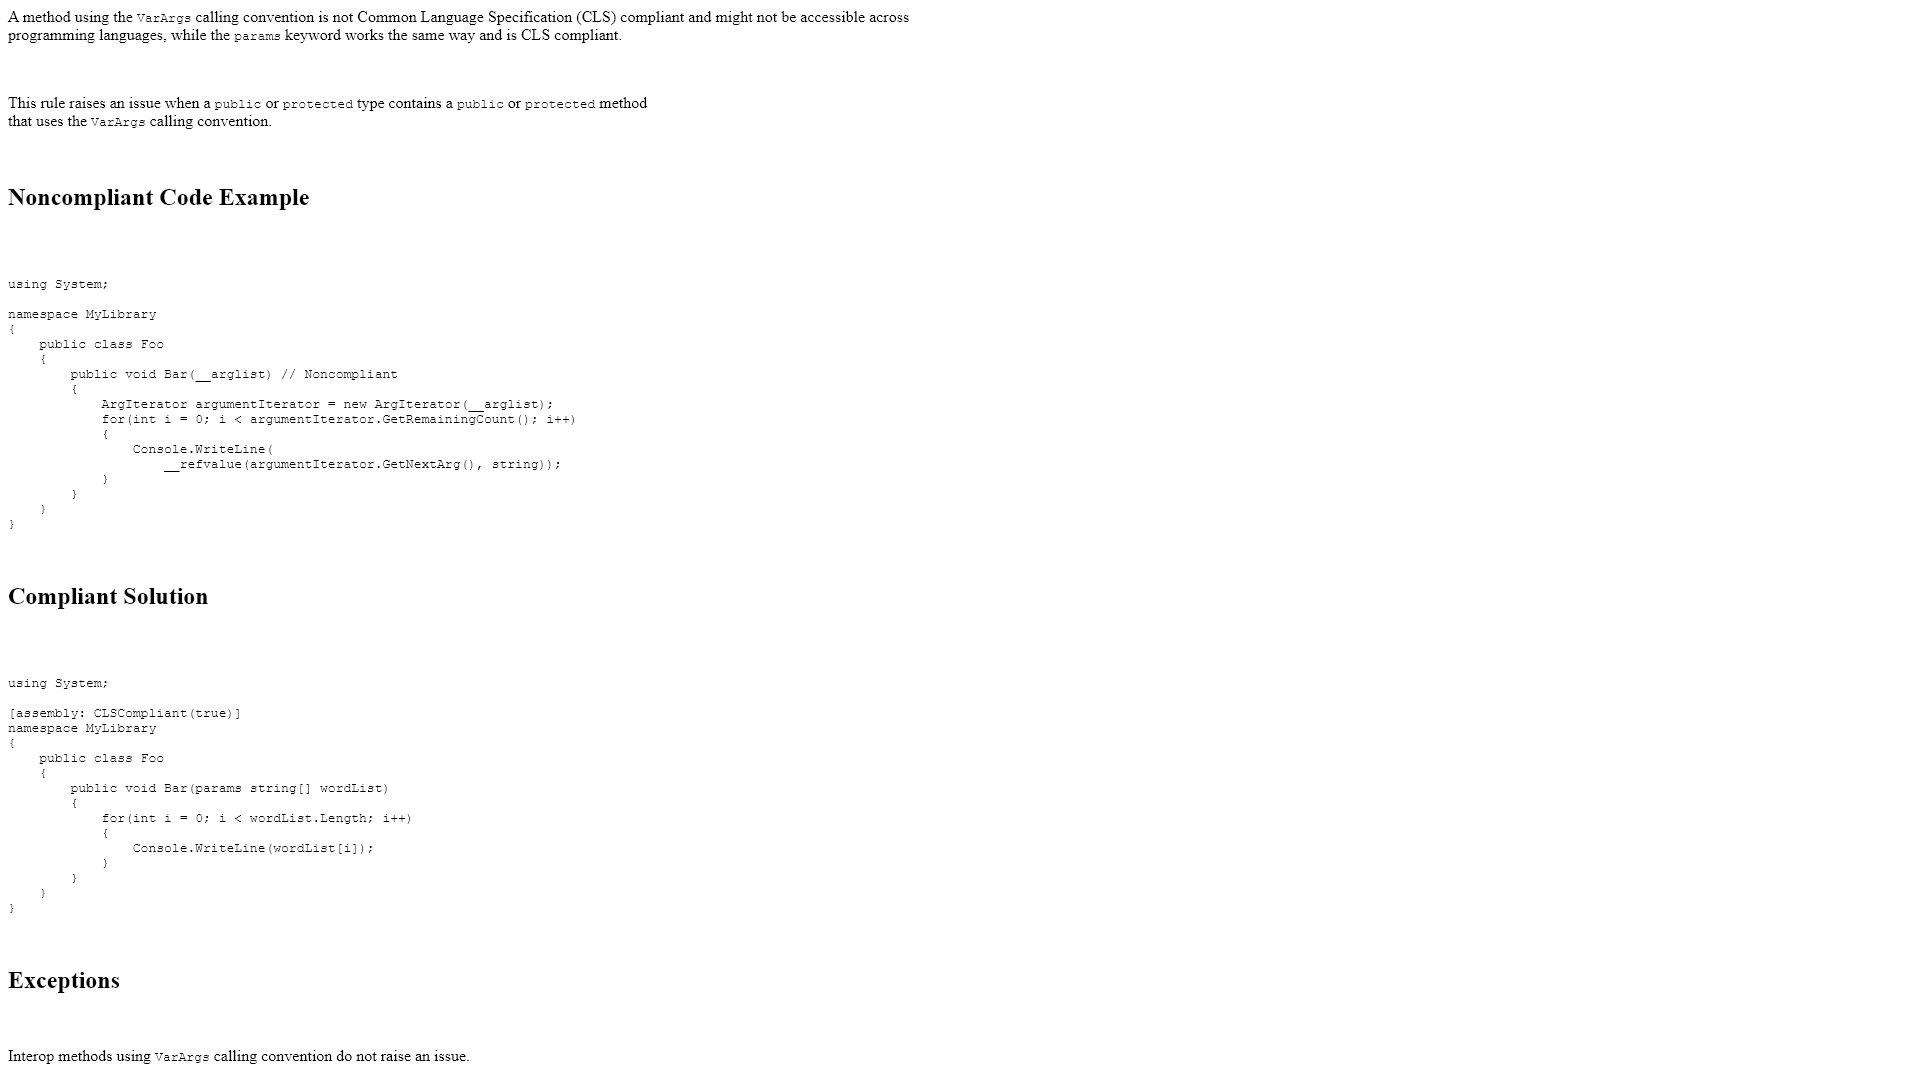 A method using the VarArgs calling convention is not Common Language Specification (CLS) compliant and might not be accessible across
programming languages, while the params keyword works the same way and is CLS compliant.
This rule raises an issue when a public or protected type contains a public or protected method
that uses the VarArgs calling convention.
Noncompliant Code Example
using System;
namespace MyLibrary
{
    public class Foo
    {
        public void Bar(__arglist) // Noncompliant
        {
            ArgIterator argumentIterator = new ArgIterator(__arglist);
            for(int i = 0; i < argumentIterator.GetRemainingCount(); i++)
            {
                Console.WriteLine(
                    __refvalue(argumentIterator.GetNextArg(), string));
            }
        }
    }
}
Compliant Solution
using System;
[assembly: CLSCompliant(true)]
namespace MyLibrary
{
    public class Foo
    {
        public void Bar(params string[] wordList)
        {
            for(int i = 0; i < wordList.Length; i++)
            {
                Console.WriteLine(wordList[i]);
            }
        }
    }
}
Exceptions
Interop methods using VarArgs calling convention do not raise an issue.